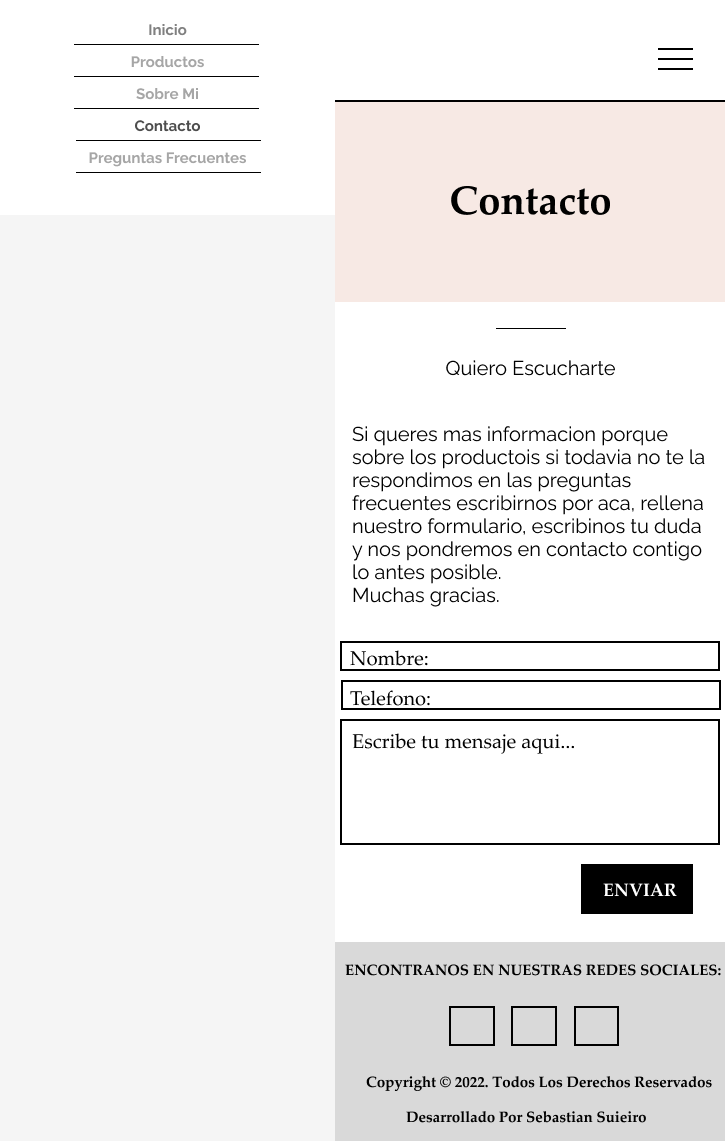 Inicio
Productos
Sobre Mi
Contacto
Preguntas Frecuentes
Contacto
Quiero Escucharte
Si queres mas informacion porque
sobre los productois si todavia no te la
respondimos en las preguntas
frecuentes escribirnos por aca, rellena
nuestro formulario, escribinos tu duda
y nos pondremos en contacto contigo
lo antes posible.
Muchas gracias.
Nombre:
Telefono:
Escribe tu mensaje aqui...
ENVIAR
ENCONTRANOS EN NUESTRAS REDES SOCIALES:
Copyright © 2022. Todos Los Derechos Reservados
Desarrollado Por Sebastian Suieiro